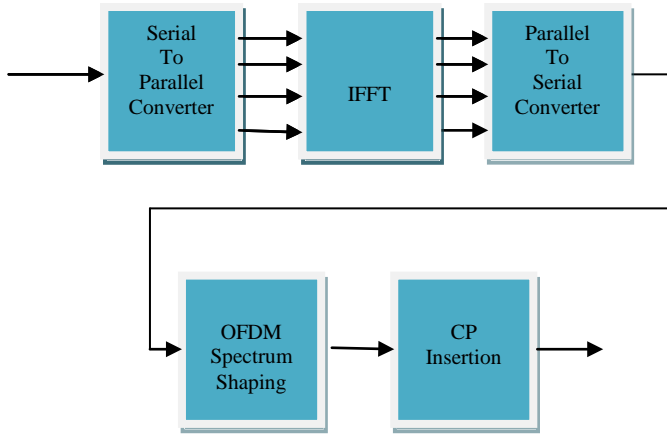 Serial
To
Parallel
Converter
IFFT
Parallel
To
Serial
Converter
OFDM
Spectrum
Shaping
CP
Insertion